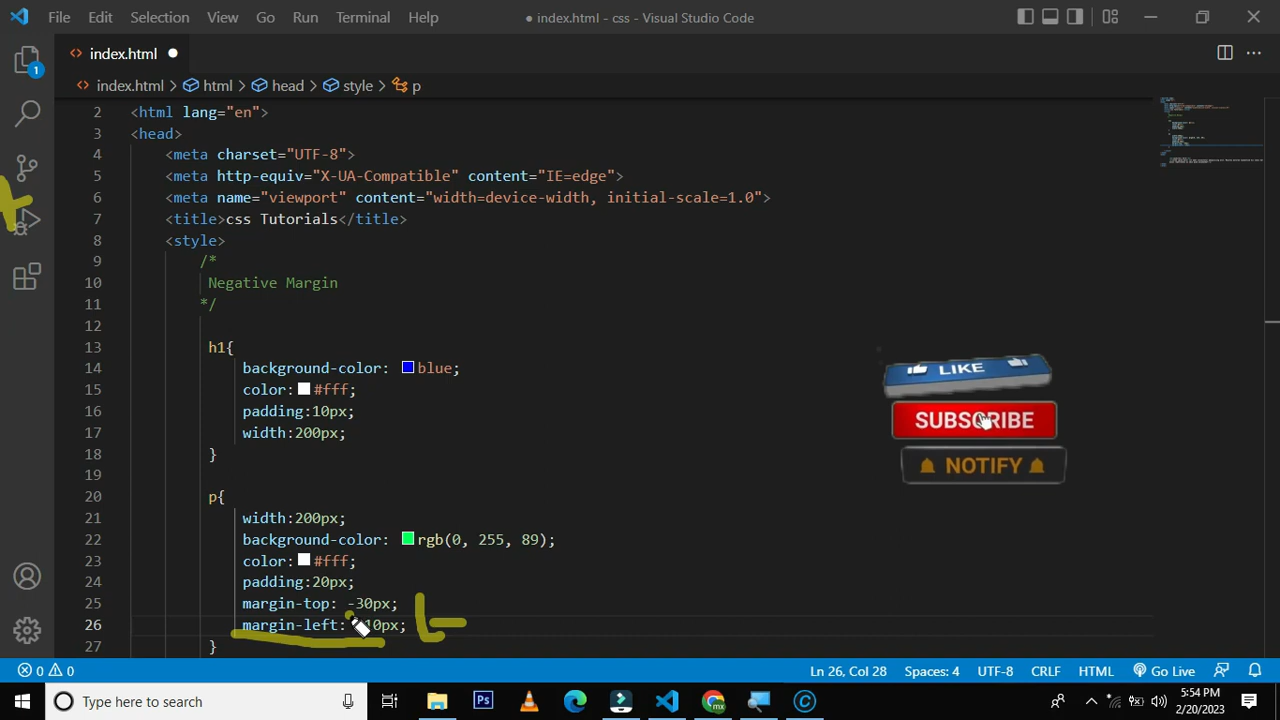 File Edit Selection View Go Run Terminal Help
● index.html - css - Visual Studio Code
1
index.html
index.html > html > head > style > p
2 <html lang="en">
3 <head>
4 <meta charset="UTF-8">
5 <meta http-equiv="X-UA-Compatible" content="IE=edge">
6 <meta name="viewport" content="width=device-width, initial-scale=1.0">
7 <title>css Tutorials</title>
8 <style>
9 /*
10 Negative Margin
11 */
12
13 h1{
14 background-color: blue;
15 color: #fff;
16 padding:10px;
17 width:200px;
18 }
19
20 p{
21 width:200px;
22 background-color: rgb(0, 255, 89);
23 color: #fff;
24 padding:20px;
25 margin-top: -30px;
26 margin-left: 10px;
27 }
LIKE
SUBSCRIBE
NOTIFY
0 0
Ln 26, Col 28 Spaces: 4 UTF-8 CRLF HTML Go Live
Type here to search
Ps
mx
5:54 PM
2/20/2023